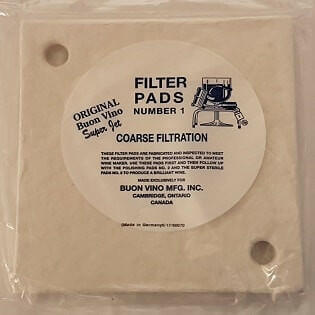 ORIGINAL
Buon Vino
Super Jet
FILTER
PADS
NUMBER 1
COARSE FILTRATION
THESE FILTER PADS ARE FABRICATED AND INSPECTED TO MEET
THE REQUIREMENTS OF THE PROFESSIONAL OR AMATEUR
WINE MAKER. USE THESE PADS FIRST AND THEN FOLLOW UP
WITH THE POLISHING PADS NO. 2 AND THE SUPER STERILE
PADS NO. 3 TO PRODUCE A BRILLIANT WINE.
MADE EXCLUSIVELY FOR
BUON VINO MFG. INC.
CAMBRIDGE, ONTARIO
CANADA
(Made in Germany)